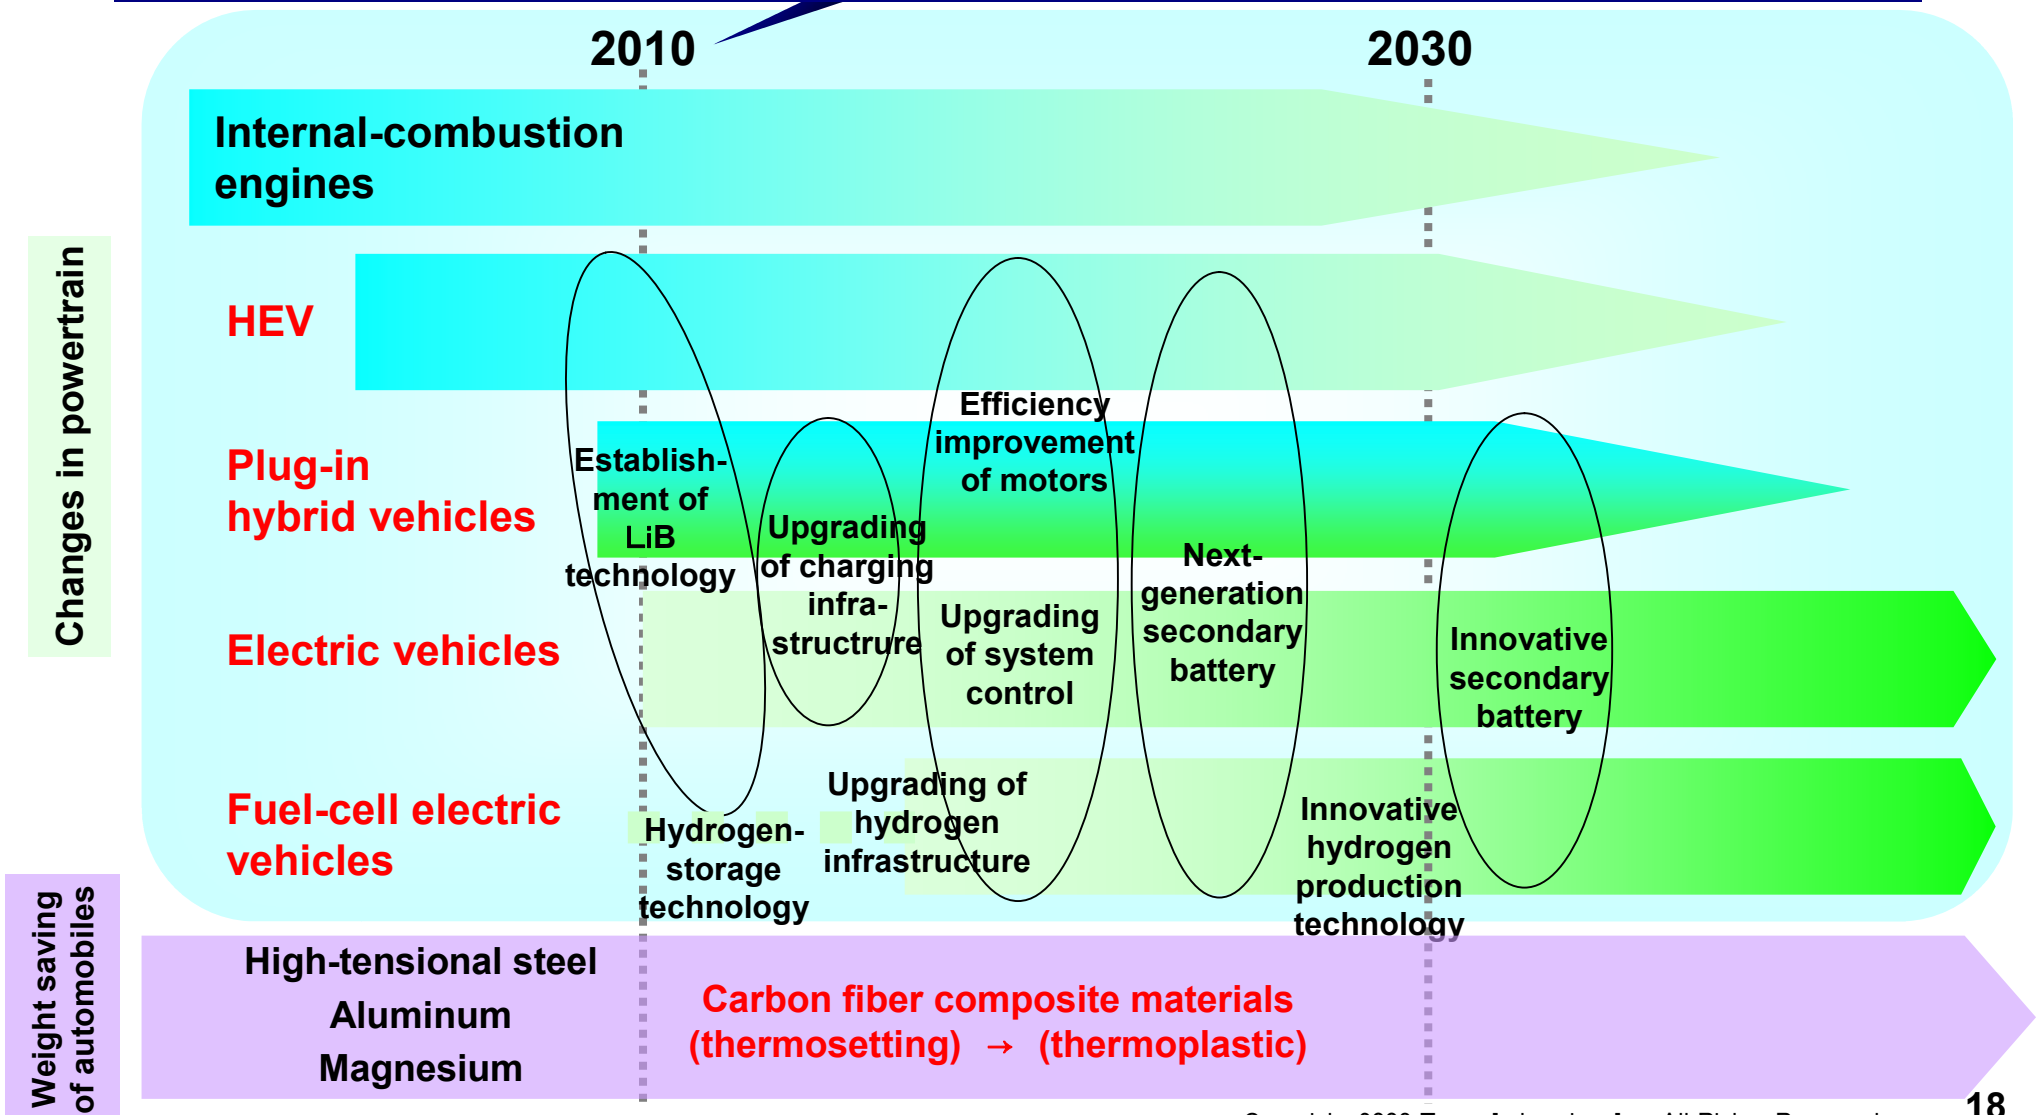 2010
2030
Internal-combustion
engines
Changes in powertrain
HEV
Plug-in
hybrid vehicles
Electric vehicles
Fuel-cell electric
vehicles
Establish-
ment of
LiB
technology
Upgrading
of charging
infra-
structrure
Efficiency
improvement
of motors
Upgrading
of system
control
Next-
generation
secondary
battery
Innovative
secondary
battery
Hydrogen-
storage
technology
Upgrading of
hydrogen
infrastructure
Innovative
hydrogen
production
technology
Weight saving
of automobiles
High-tensional steel
Aluminum
Magnesium
Carbon fiber composite materials
(thermosetting) → (thermoplastic)
18